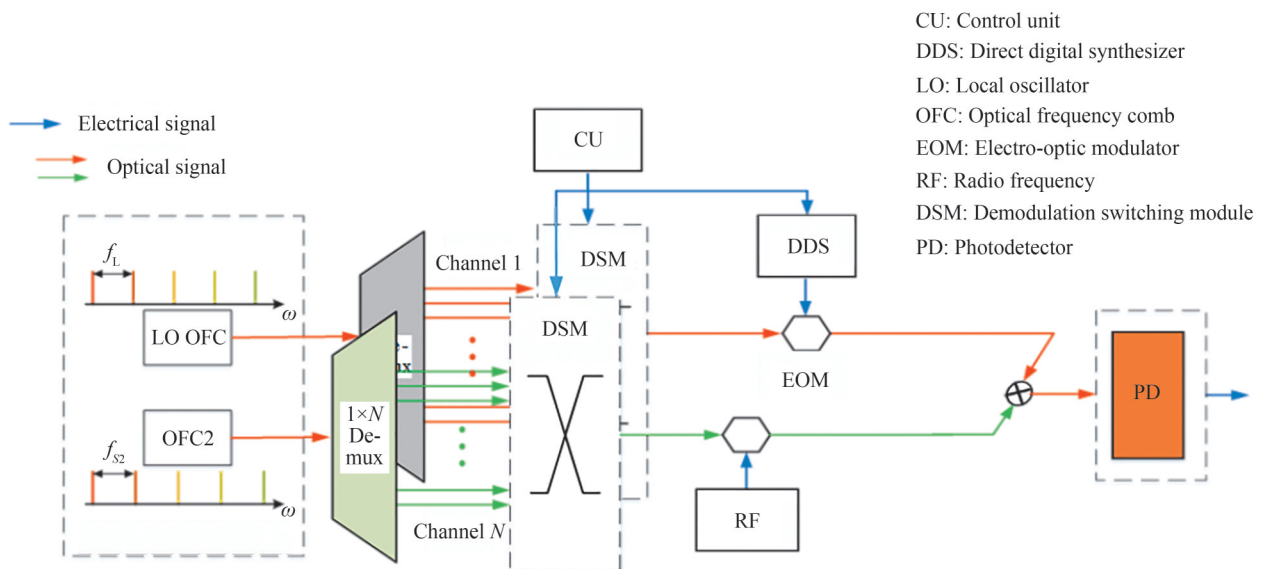 CU: Control unit
DDS: Direct digital synthesizer
LO: Local oscillator
OFC: Optical frequency comb
EOM: Electro-optic modulator
RF: Radio frequency
DSM: Demodulation switching module
PD: Photodetector
Electrical signal
Optical signal
CU
DDS
DSM
Channel 1
f_L
ω
LO OFC
DSM
EOM
PD
1×N
De-
mux
OFC2
f_S2
ω
Channel N
RF